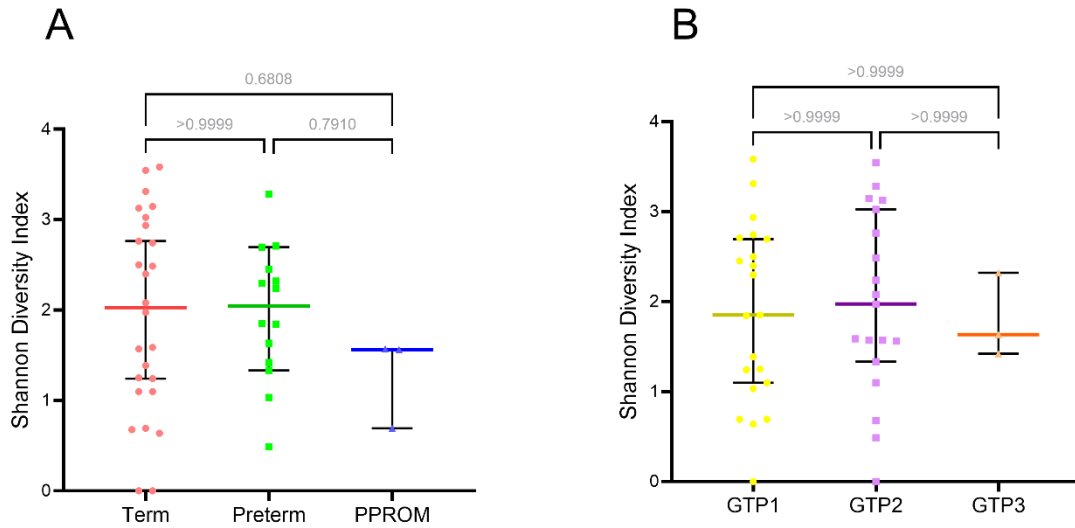 A
0.6808
>0.9999
0.7910
Shannon Diversity Index
4
3
2
1
0
Term
Preterm
PPROM
B
>0.9999
>0.9999
>0.9999
Shannon Diversity Index
4
3
2
1
0
GTP1
GTP2
GTP3